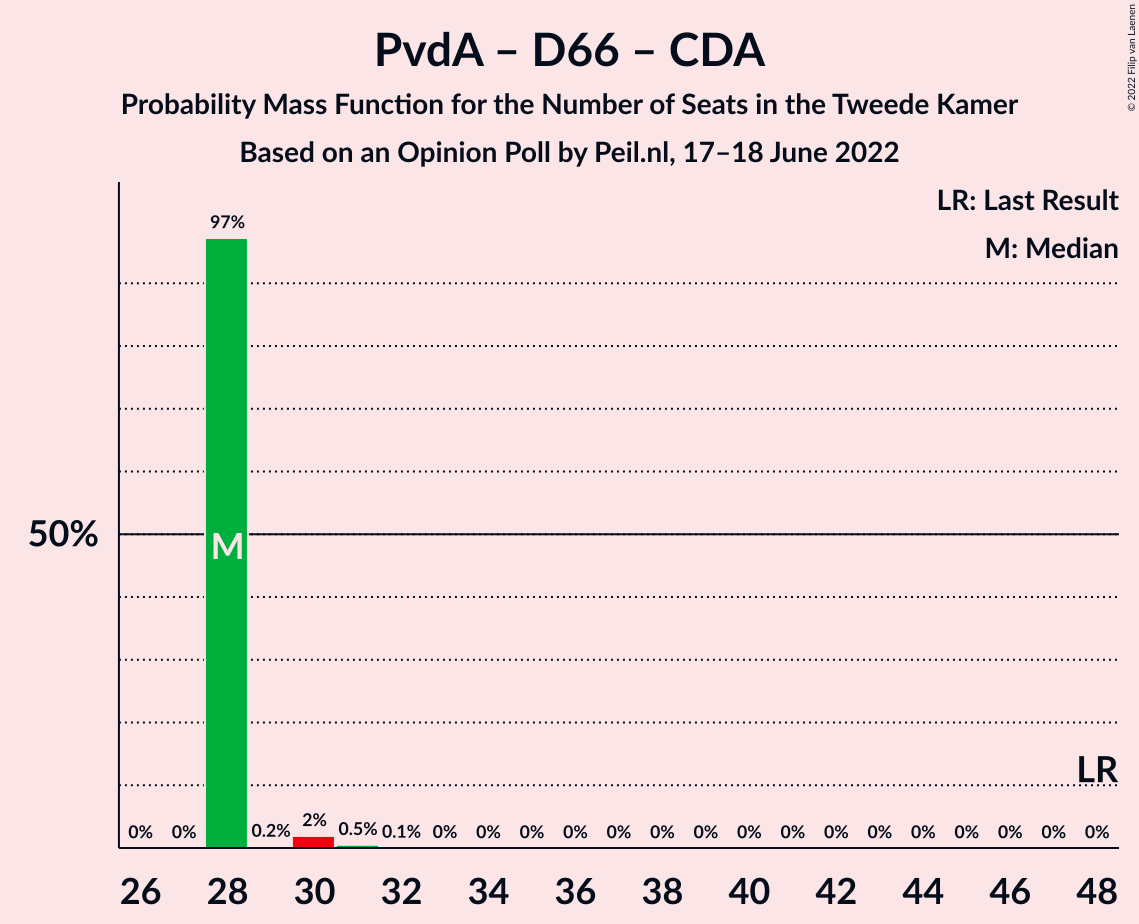 PvdA – D66 – CDA
Probability Mass Function for the Number of Seats in the Tweede Kamer
Based on an Opinion Poll by Peil.nl, 17–18 June 2022
© 2022 Filip van Laenen
LR: Last Result
M: Median
97%
50%
M
LR
0% 0% 0.2% 2% 0.5% 0.1% 0% 0% 0% 0% 0% 0% 0% 0% 0% 0% 0% 0% 0% 0% 0% 0%
26 28 30 32 34 36 38 40 42 44 46 48